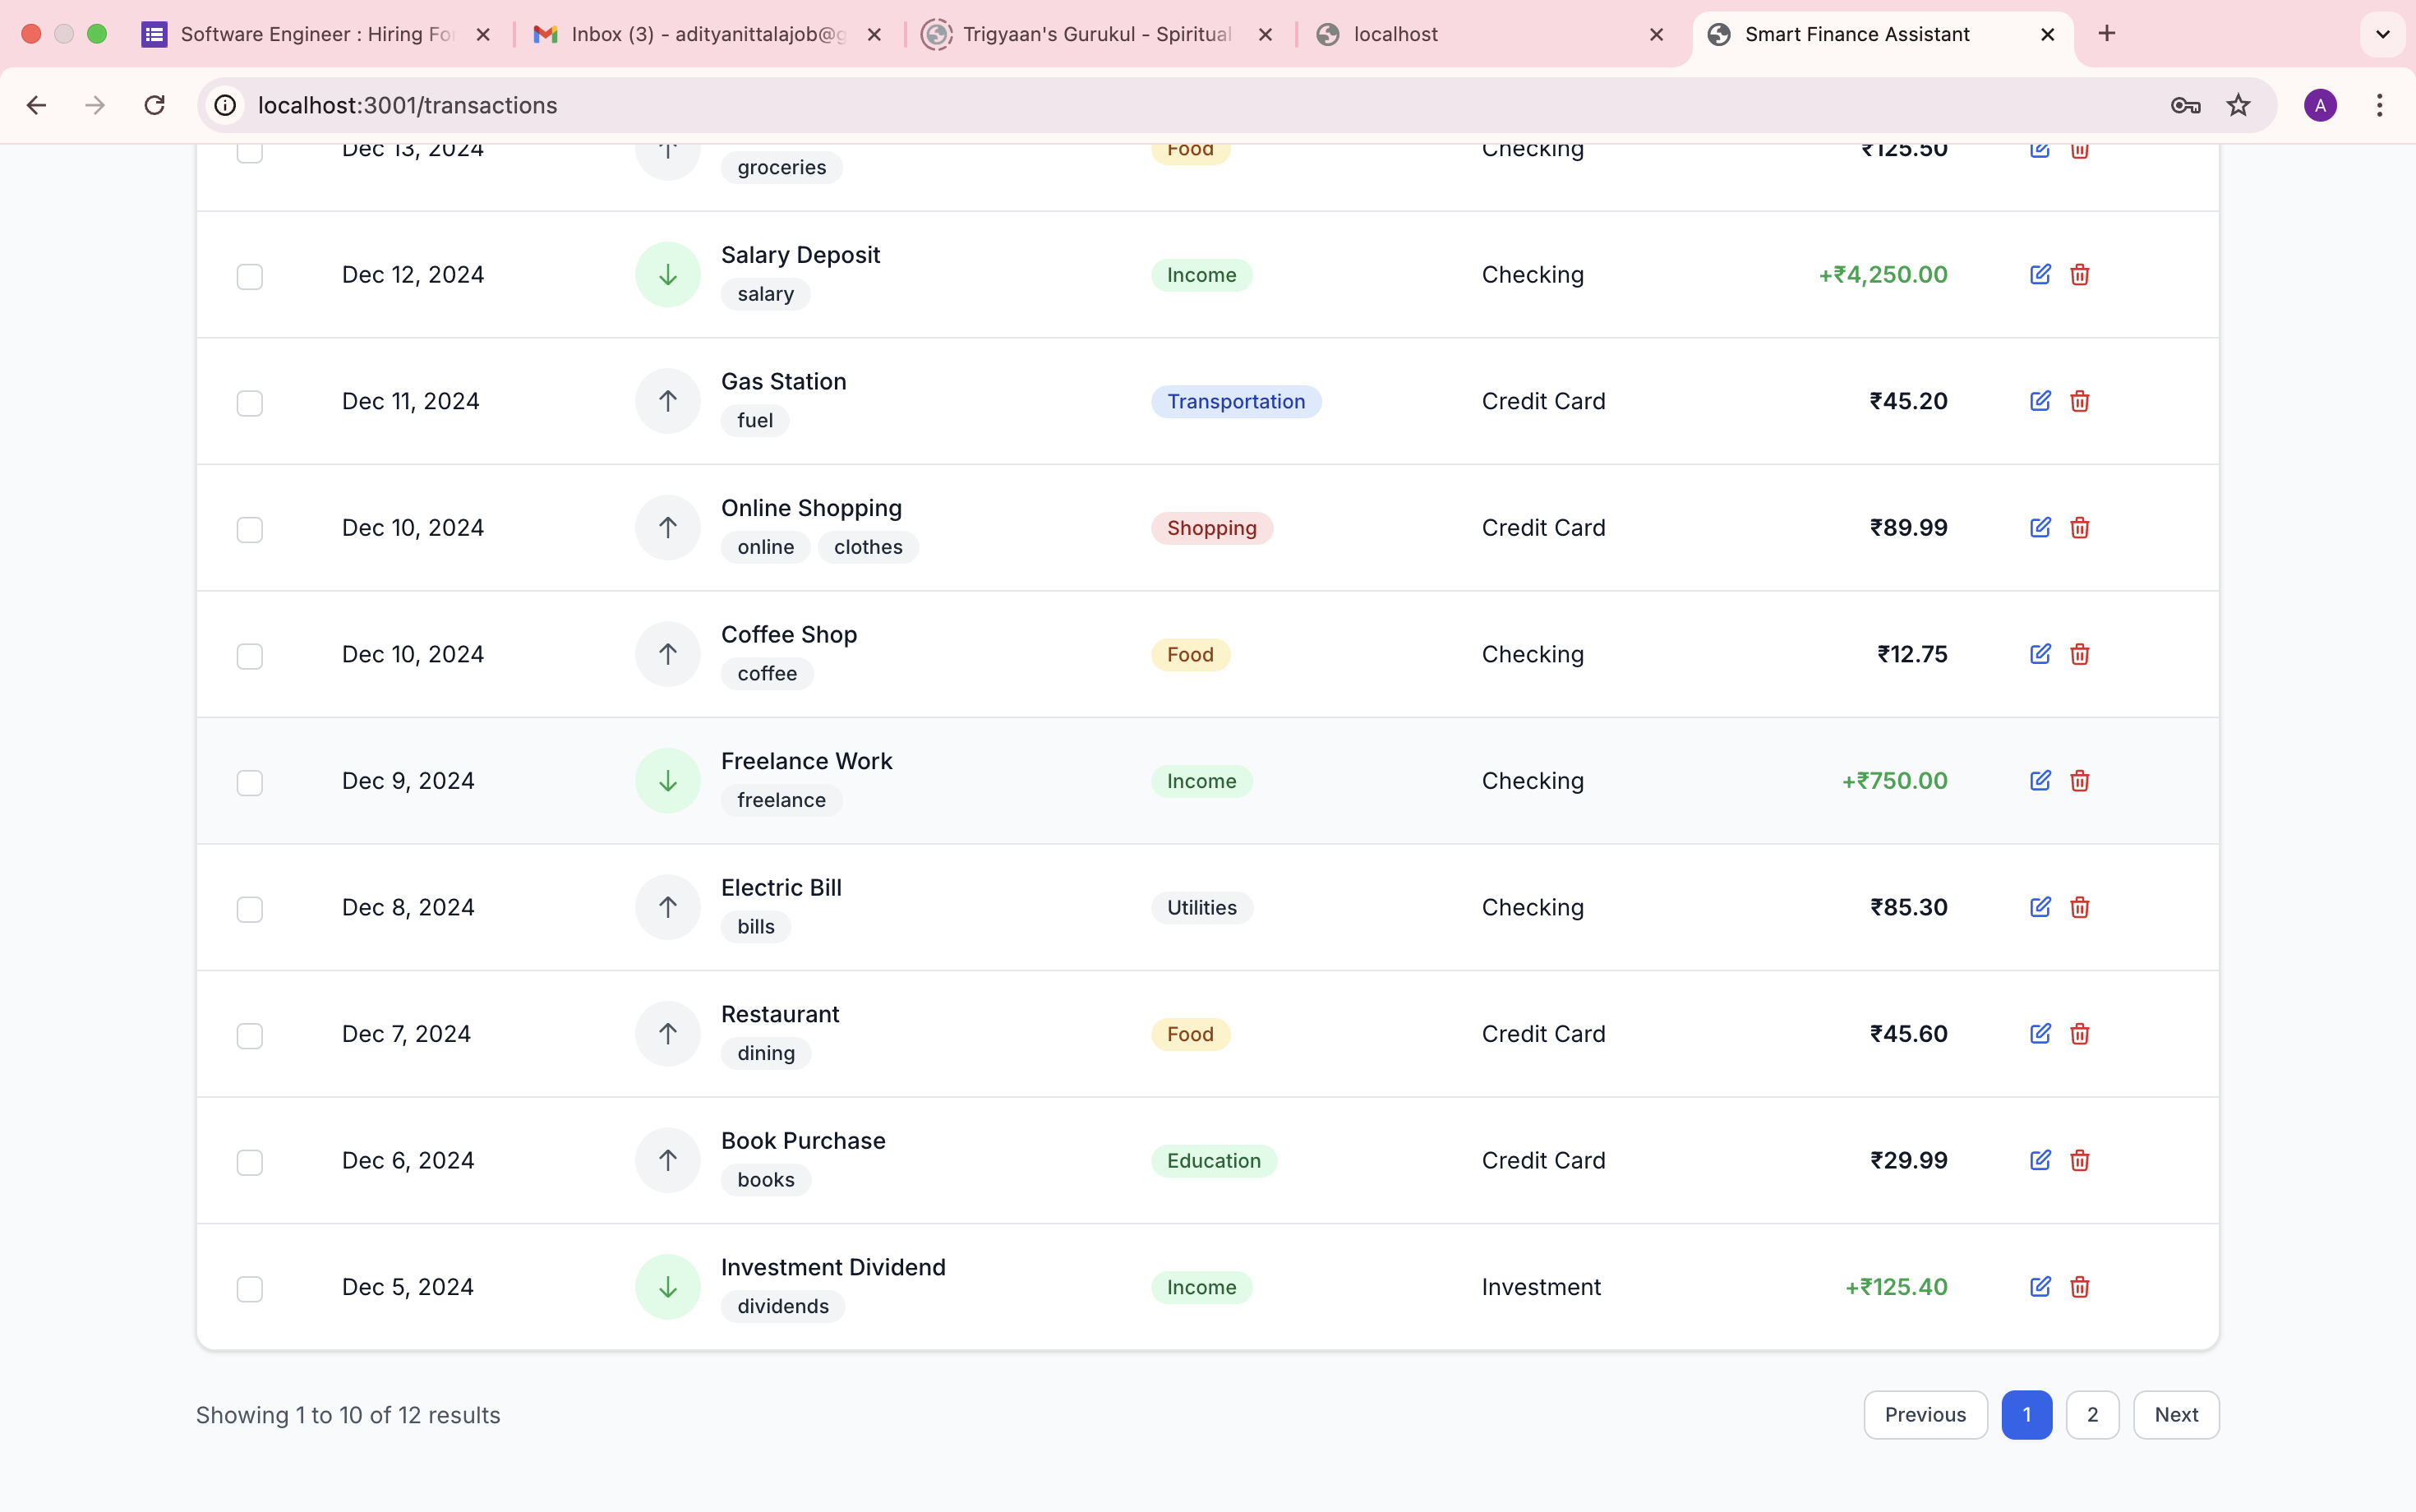 Software Engineer : Hiring Fo
Inbox (3) - adityanittalajob@g
Trigyaan's Gurukul - Spiritual
localhost
Smart Finance Assistant
localhost:3001/transactions
A
Dec 13, 2024 Food Checking ₹125.50
groceries
Salary Deposit
Dec 12, 2024 Income Checking +₹4,250.00
salary
Gas Station
Dec 11, 2024 Transportation Credit Card ₹45.20
fuel
Online Shopping
Dec 10, 2024 Shopping Credit Card ₹89.99
online clothes
Coffee Shop
Dec 10, 2024 Food Checking ₹12.75
coffee
Freelance Work
Dec 9, 2024 Income Checking +₹750.00
freelance
Electric Bill
Dec 8, 2024 Utilities Checking ₹85.30
bills
Restaurant
Dec 7, 2024 Food Credit Card ₹45.60
dining
Book Purchase
Dec 6, 2024 Education Credit Card ₹29.99
books
Investment Dividend
Dec 5, 2024 Income Investment +₹125.40
dividends
Showing 1 to 10 of 12 results
Previous 1 2 Next